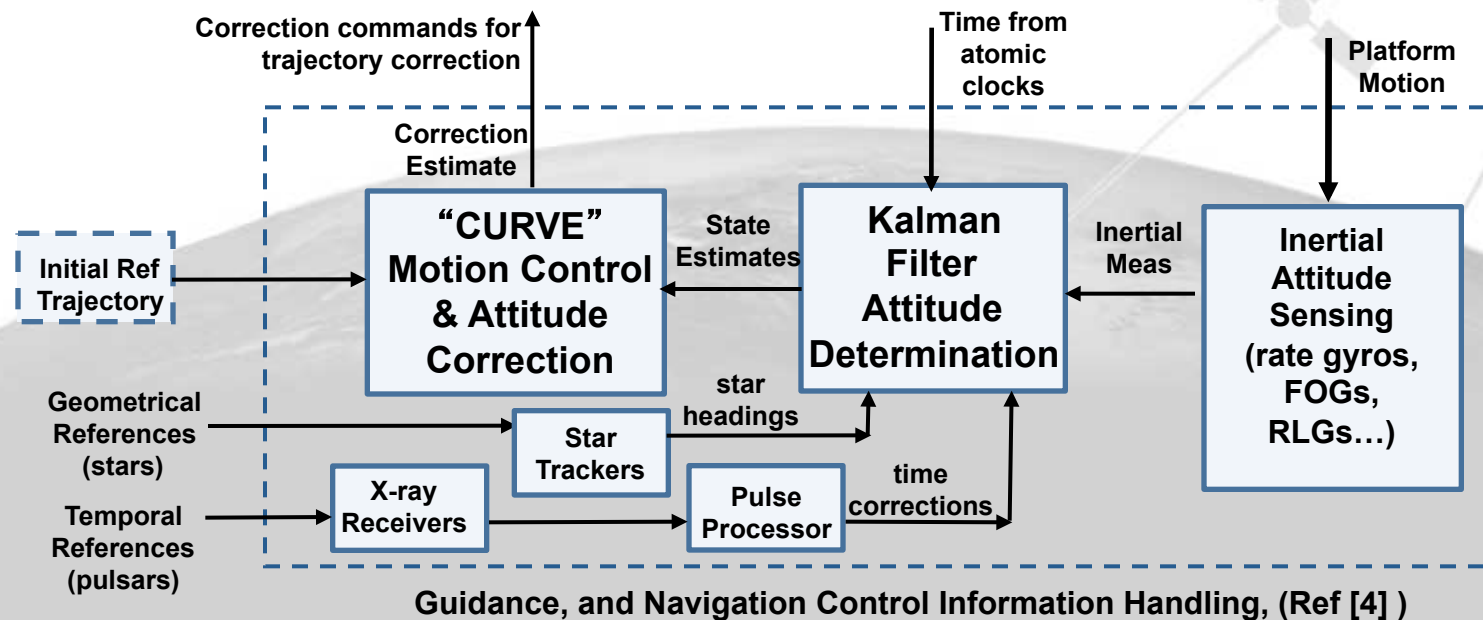 Correction commands for
trajectory correction
Time from
atomic
clocks
Platform
Motion
Correction
Estimate
“CURVE”
Motion Control
& Attitude
Correction
State
Estimates
Kalman
Filter
Attitude
Determination
Inertial
Meas
Inertial
Attitude
Sensing
(rate gyros,
FOGs,
RLGs…)
Initial Ref
Trajectory
Geometrical
References
(stars)
Star
Trackers
star
headings
Temporal
References
(pulsars)
X-ray
Receivers
Pulse
Processor
time
corrections
Guidance, and Navigation Control Information Handling, (Ref [4] )